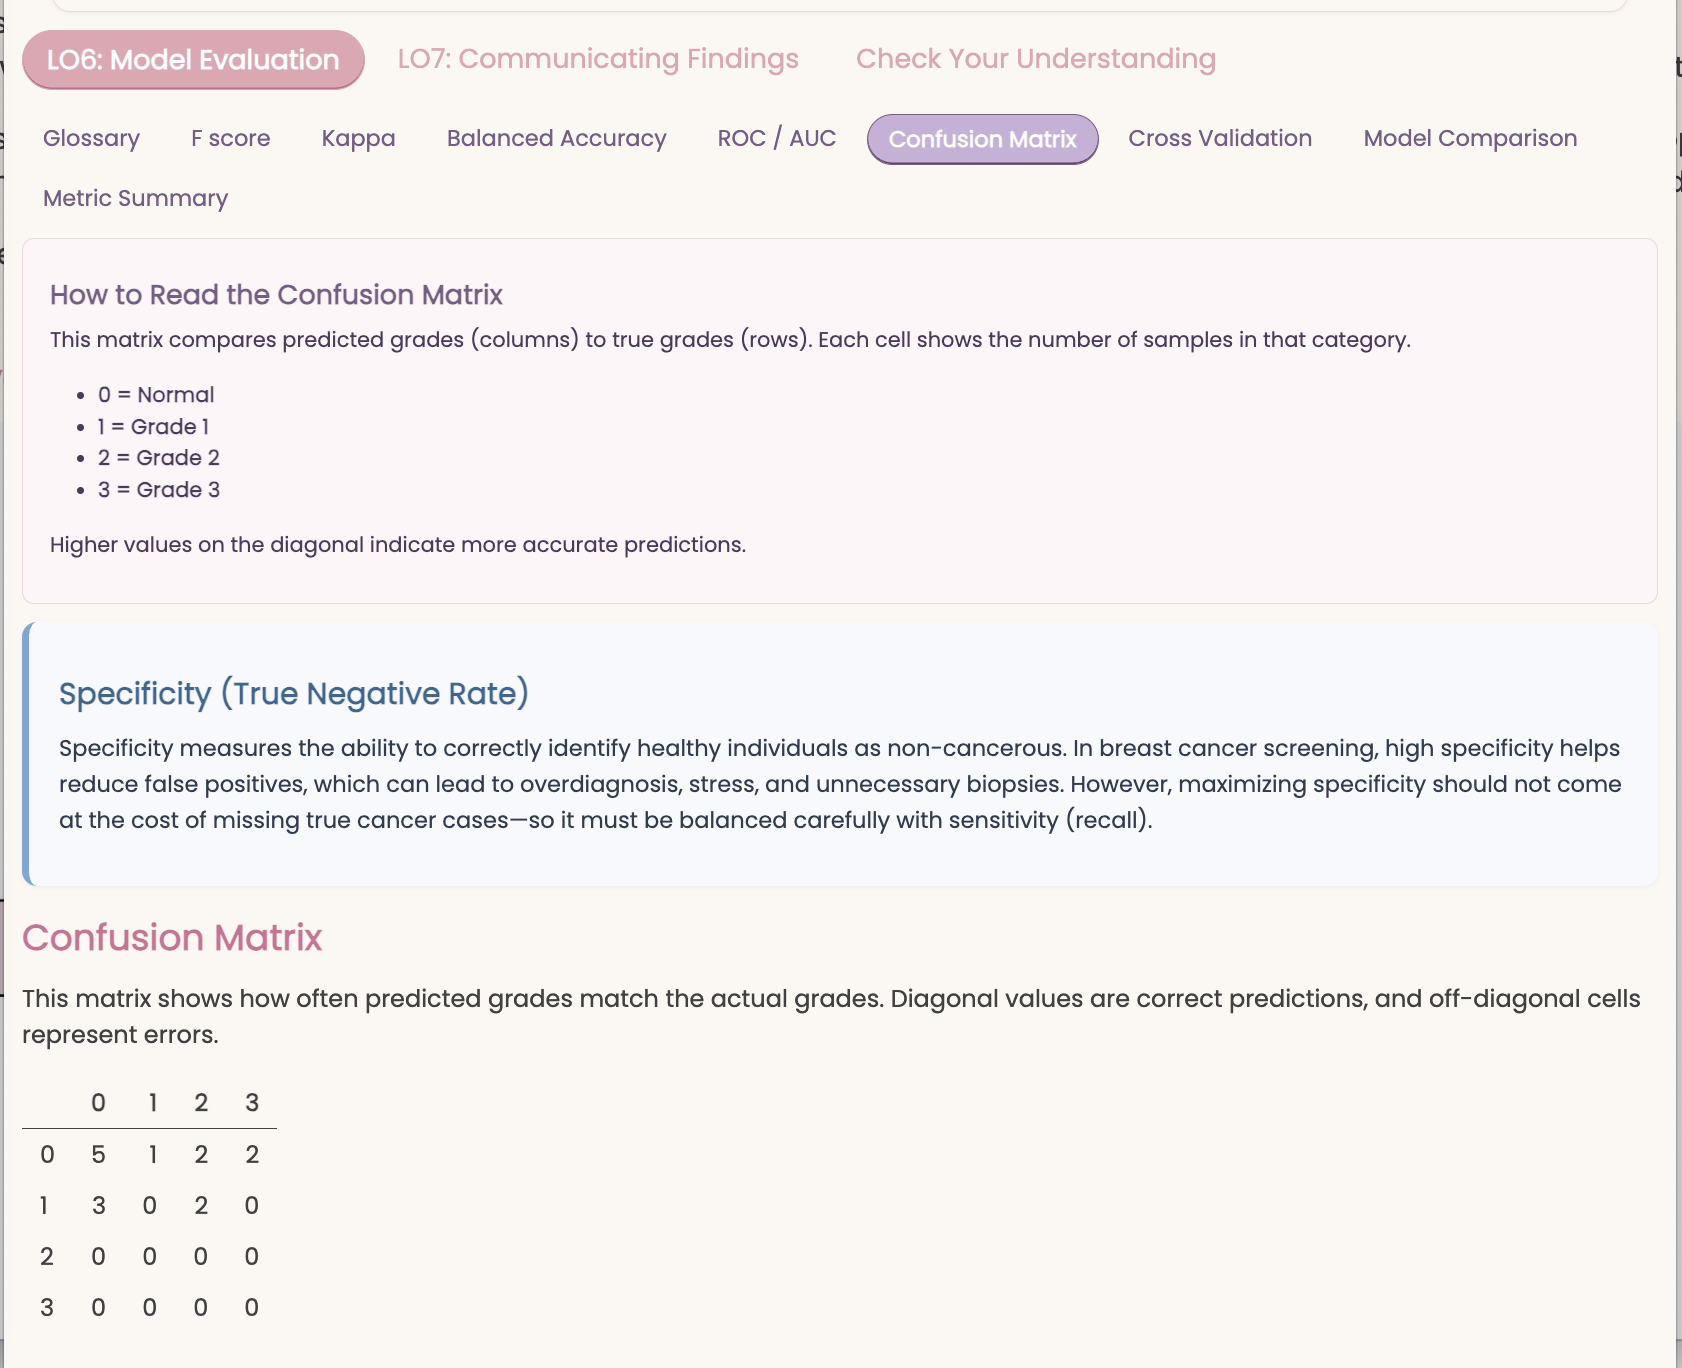 LO6: Model Evaluation LO7: Communicating Findings Check Your Understanding
Glossary F score Kappa Balanced Accuracy ROC / AUC Confusion Matrix Cross Validation Model Comparison
Metric Summary
How to Read the Confusion Matrix
This matrix compares predicted grades (columns) to true grades (rows). Each cell shows the number of samples in that category.
• 0 = Normal
• 1 = Grade 1
• 2 = Grade 2
• 3 = Grade 3
Higher values on the diagonal indicate more accurate predictions.
Specificity (True Negative Rate)
Specificity measures the ability to correctly identify healthy individuals as non-cancerous. In breast cancer screening, high specificity helps
reduce false positives, which can lead to overdiagnosis, stress, and unnecessary biopsies. However, maximizing specificity should not come
at the cost of missing true cancer cases—so it must be balanced carefully with sensitivity (recall).
Confusion Matrix
This matrix shows how often predicted grades match the actual grades. Diagonal values are correct predictions, and off-diagonal cells
represent errors.
0 1 2 3
0 5 1 2 2
1 3 0 2 0
2 0 0 0 0
3 0 0 0 0